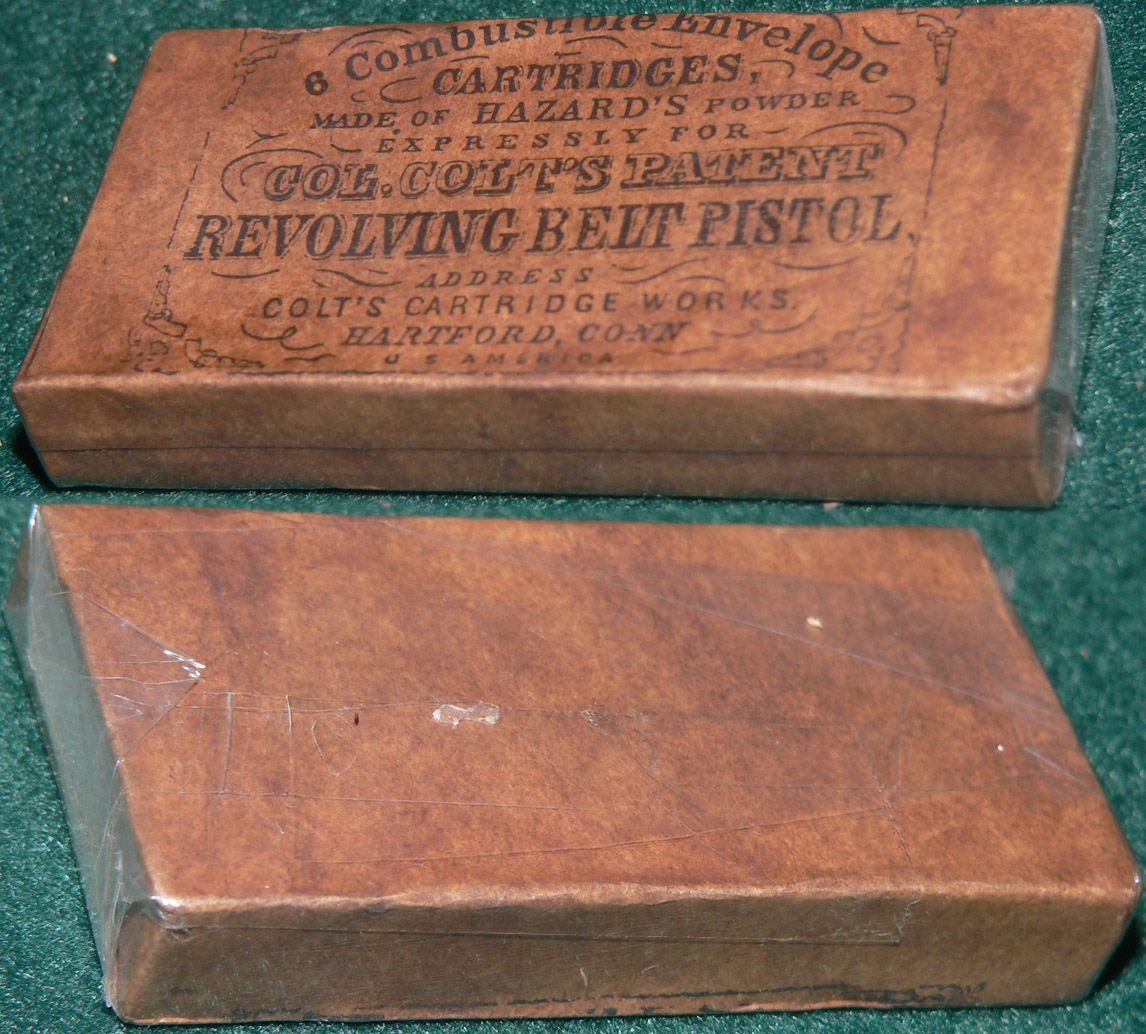 6 Combustible Envelope
CARTRIDGES,
MADE OF HAZARD'S POWDER
EXPRESSLY FOR
COL. COLT'S PATENT
REVOLVING BELT PISTOL,
ADDRESS
COLT'S CARTRIDGE WORKS.
HARTFORD, CONN
U S AMERICA